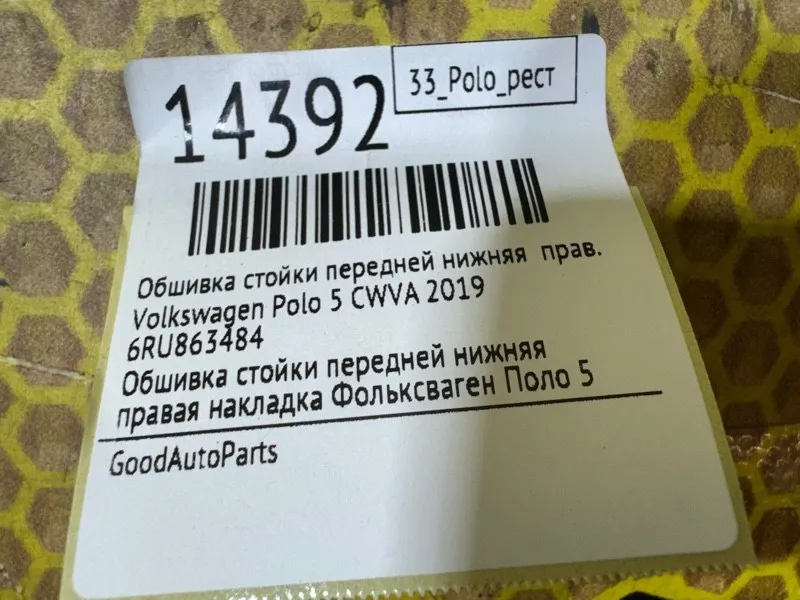 14392
33_Polo_рест
Обшивка стойки передней нижняя прав.
Volkswagen Polo 5 CWVA 2019
6RU863484
Обшивка стойки передней нижняя
правая накладка Фольксваген Поло 5
GoodAutoParts